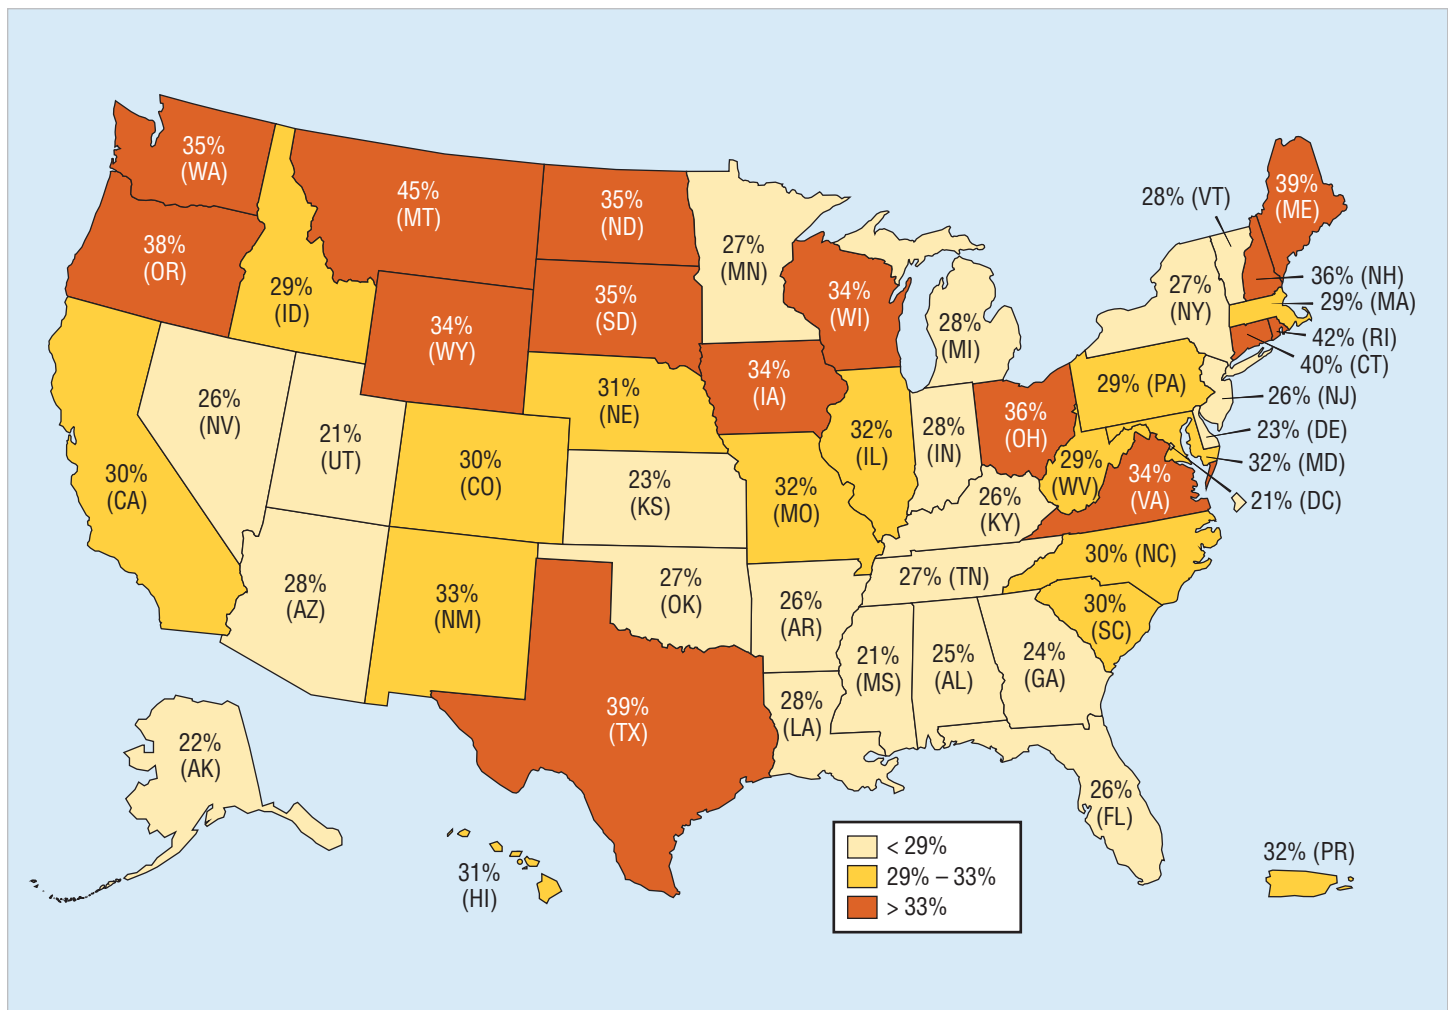 35%
(WA)
45%
(MT)
35%
(ND)
39%
(ME)
28% (VT)
38%
(OR)
29%
(ID)
34%
(WY)
35%
(SD)
27%
(MN)
34%
(WI)
28%
(MI)
27%
(NY)
36% (NH)
29% (MA)
42% (RI)
40% (CT)
26% (NJ)
23% (DE)
32% (MD)
21% (DC)
29% (PA)
26%
(NV)
21%
(UT)
30%
(CA)
30%
(CO)
31%
(NE)
34%
(IA)
32%
(IL)
28%
(IN)
36%
(OH)
29%
(WV)
34%
(VA)
23%
(KS)
32%
(MO)
26%
(KY)
30% (NC)
27% (TN)
30%
(SC)
28%
(AZ)
33%
(NM)
27%
(OK)
26%
(AR)
21%
(MS)
25%
(AL)
24%
(GA)
39%
(TX)
28%
(LA)
26%
(FL)
22%
(AK)
31%
(HI)
32% (PR)
< 29%
29% – 33%
> 33%